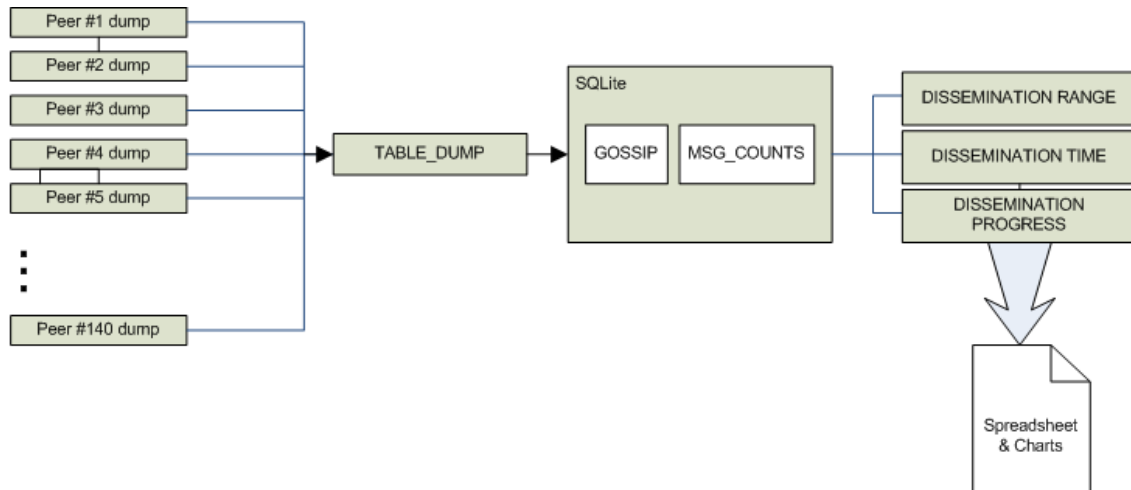 Peer #1 dump
Peer #2 dump
Peer #3 dump
Peer #4 dump
Peer #5 dump
Peer #140 dump
TABLE_DUMP
SQLite
GOSSIP
MSG_COUNTS
DISSEMINATION RANGE
DISSEMINATION TIME
DISSEMINATION
PROGRESS
Spreadsheet
& Charts